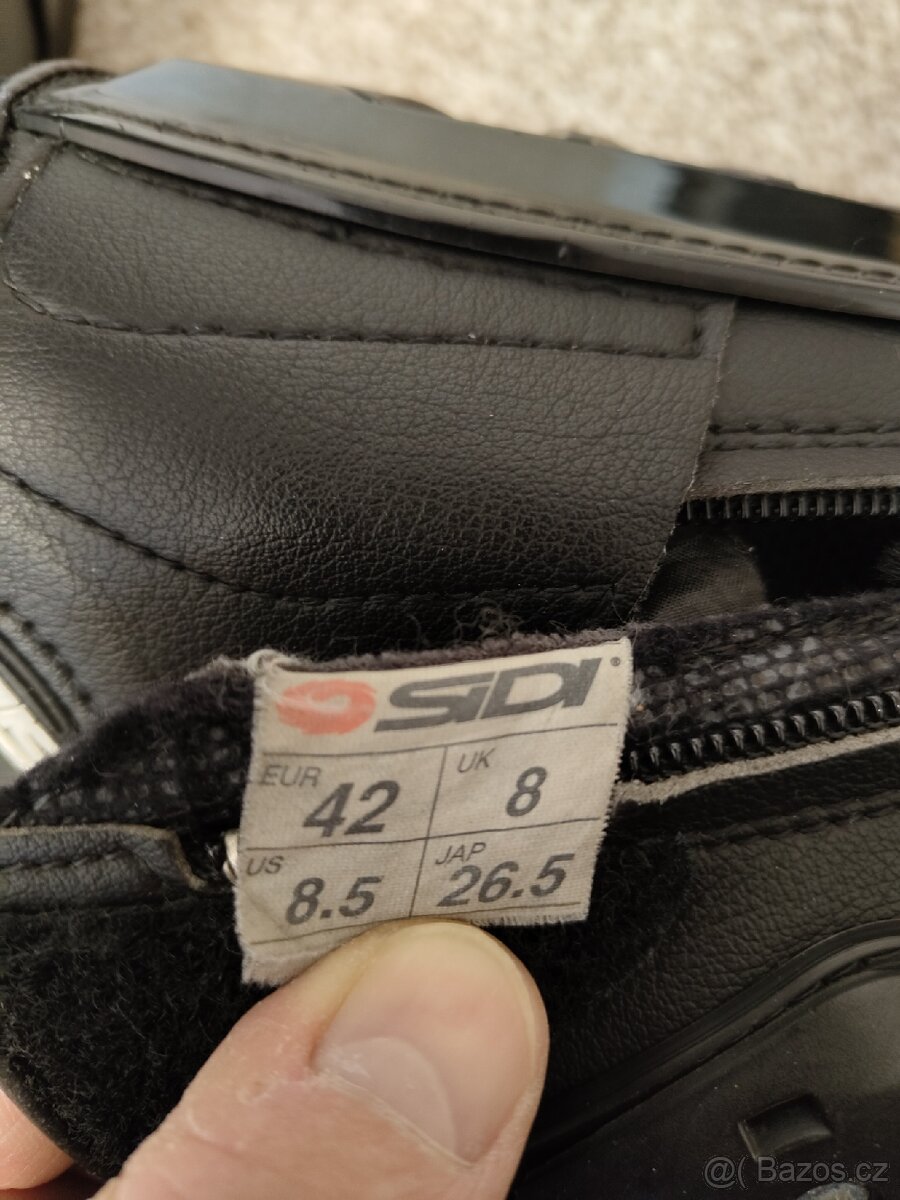 SIDI
EUR 42 UK 8
US 8.5 JAP 26.5
@( Bazos.cz